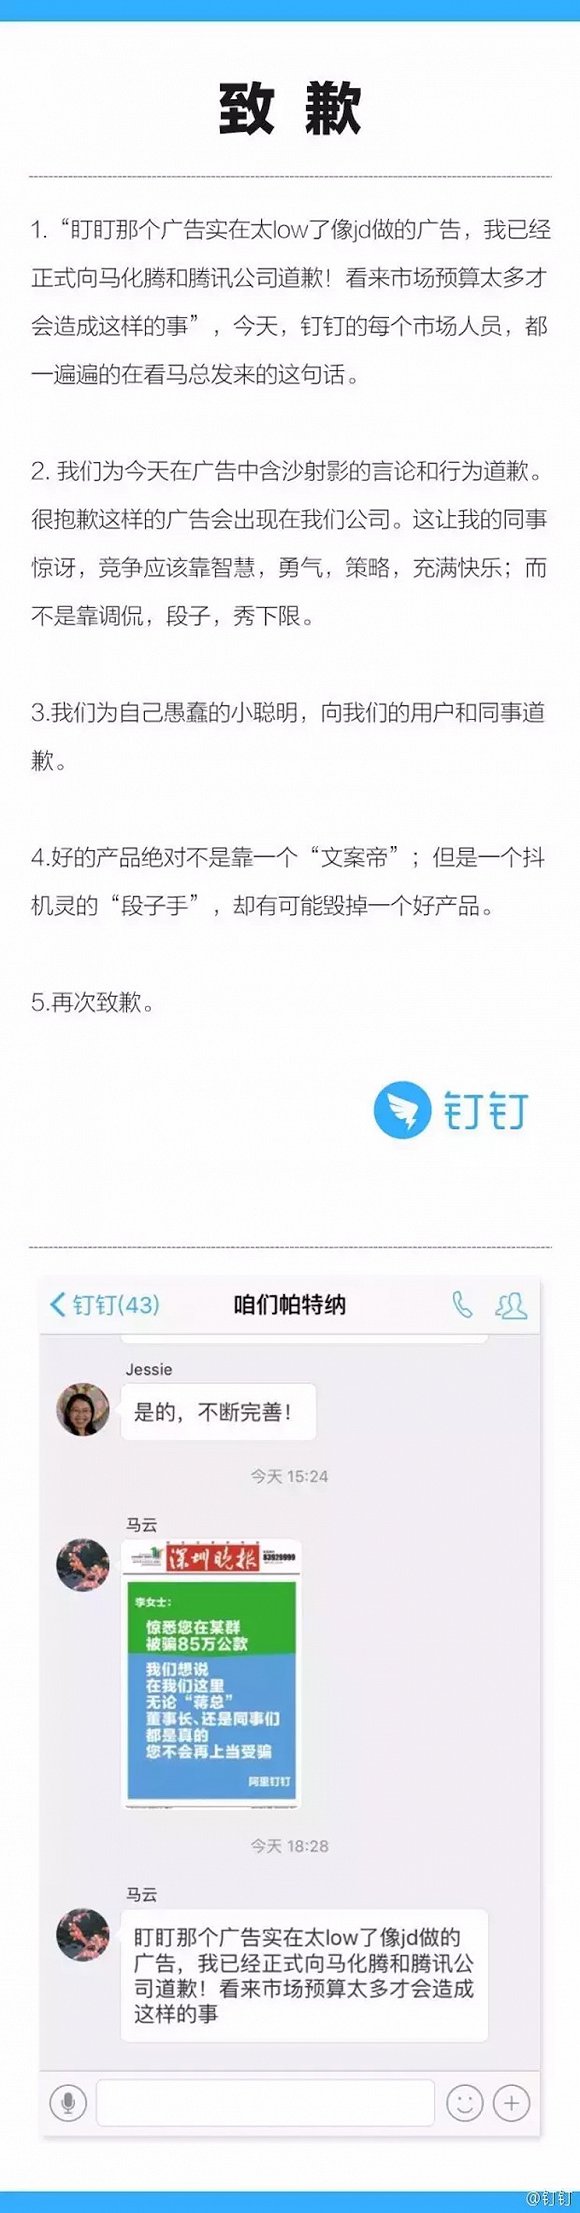 致 歉
1.“盯盯那个广告实在太low了像jd做的广告，我已经
正式向马化腾和腾讯公司道歉！看来市场预算太多才
会造成这样的事”，今天，钉钉的每个市场人员，都
一遍遍的在看马总发来的这句话。
2. 我们为今天在广告中含沙射影的言论和行为道歉。
很抱歉这样的广告会出现在我们公司。这让我的同事
惊讶，竞争应该靠智慧，勇气，策略，充满快乐；而
不是靠调侃，段子，秀下限。
3.我们为自己愚蠢的小聪明，向我们的用户和同事道
歉。
4.好的产品绝对不是靠一个“文案帝”；但是一个抖
机灵的“段子手”，却有可能毁掉一个好产品。
5.再次致歉。
钉钉
钉钉(43)
咱们帕特纳
Jessie
是的，不断完善！
今天 15:24
马云
深圳晚报
83929999
李女士：
惊悉您在某群
被骗85万公款
我们想说
在我们这里
无论“蒋总”
董事长、还是同事们
都是真的
您不会再上当受骗
阿里钉钉
今天 18:28
马云
盯盯那个广告实在太low了像jd做的
广告，我已经正式向马化腾和腾讯公
司道歉！看来市场预算太多才会造成
这样的事
@钉钉